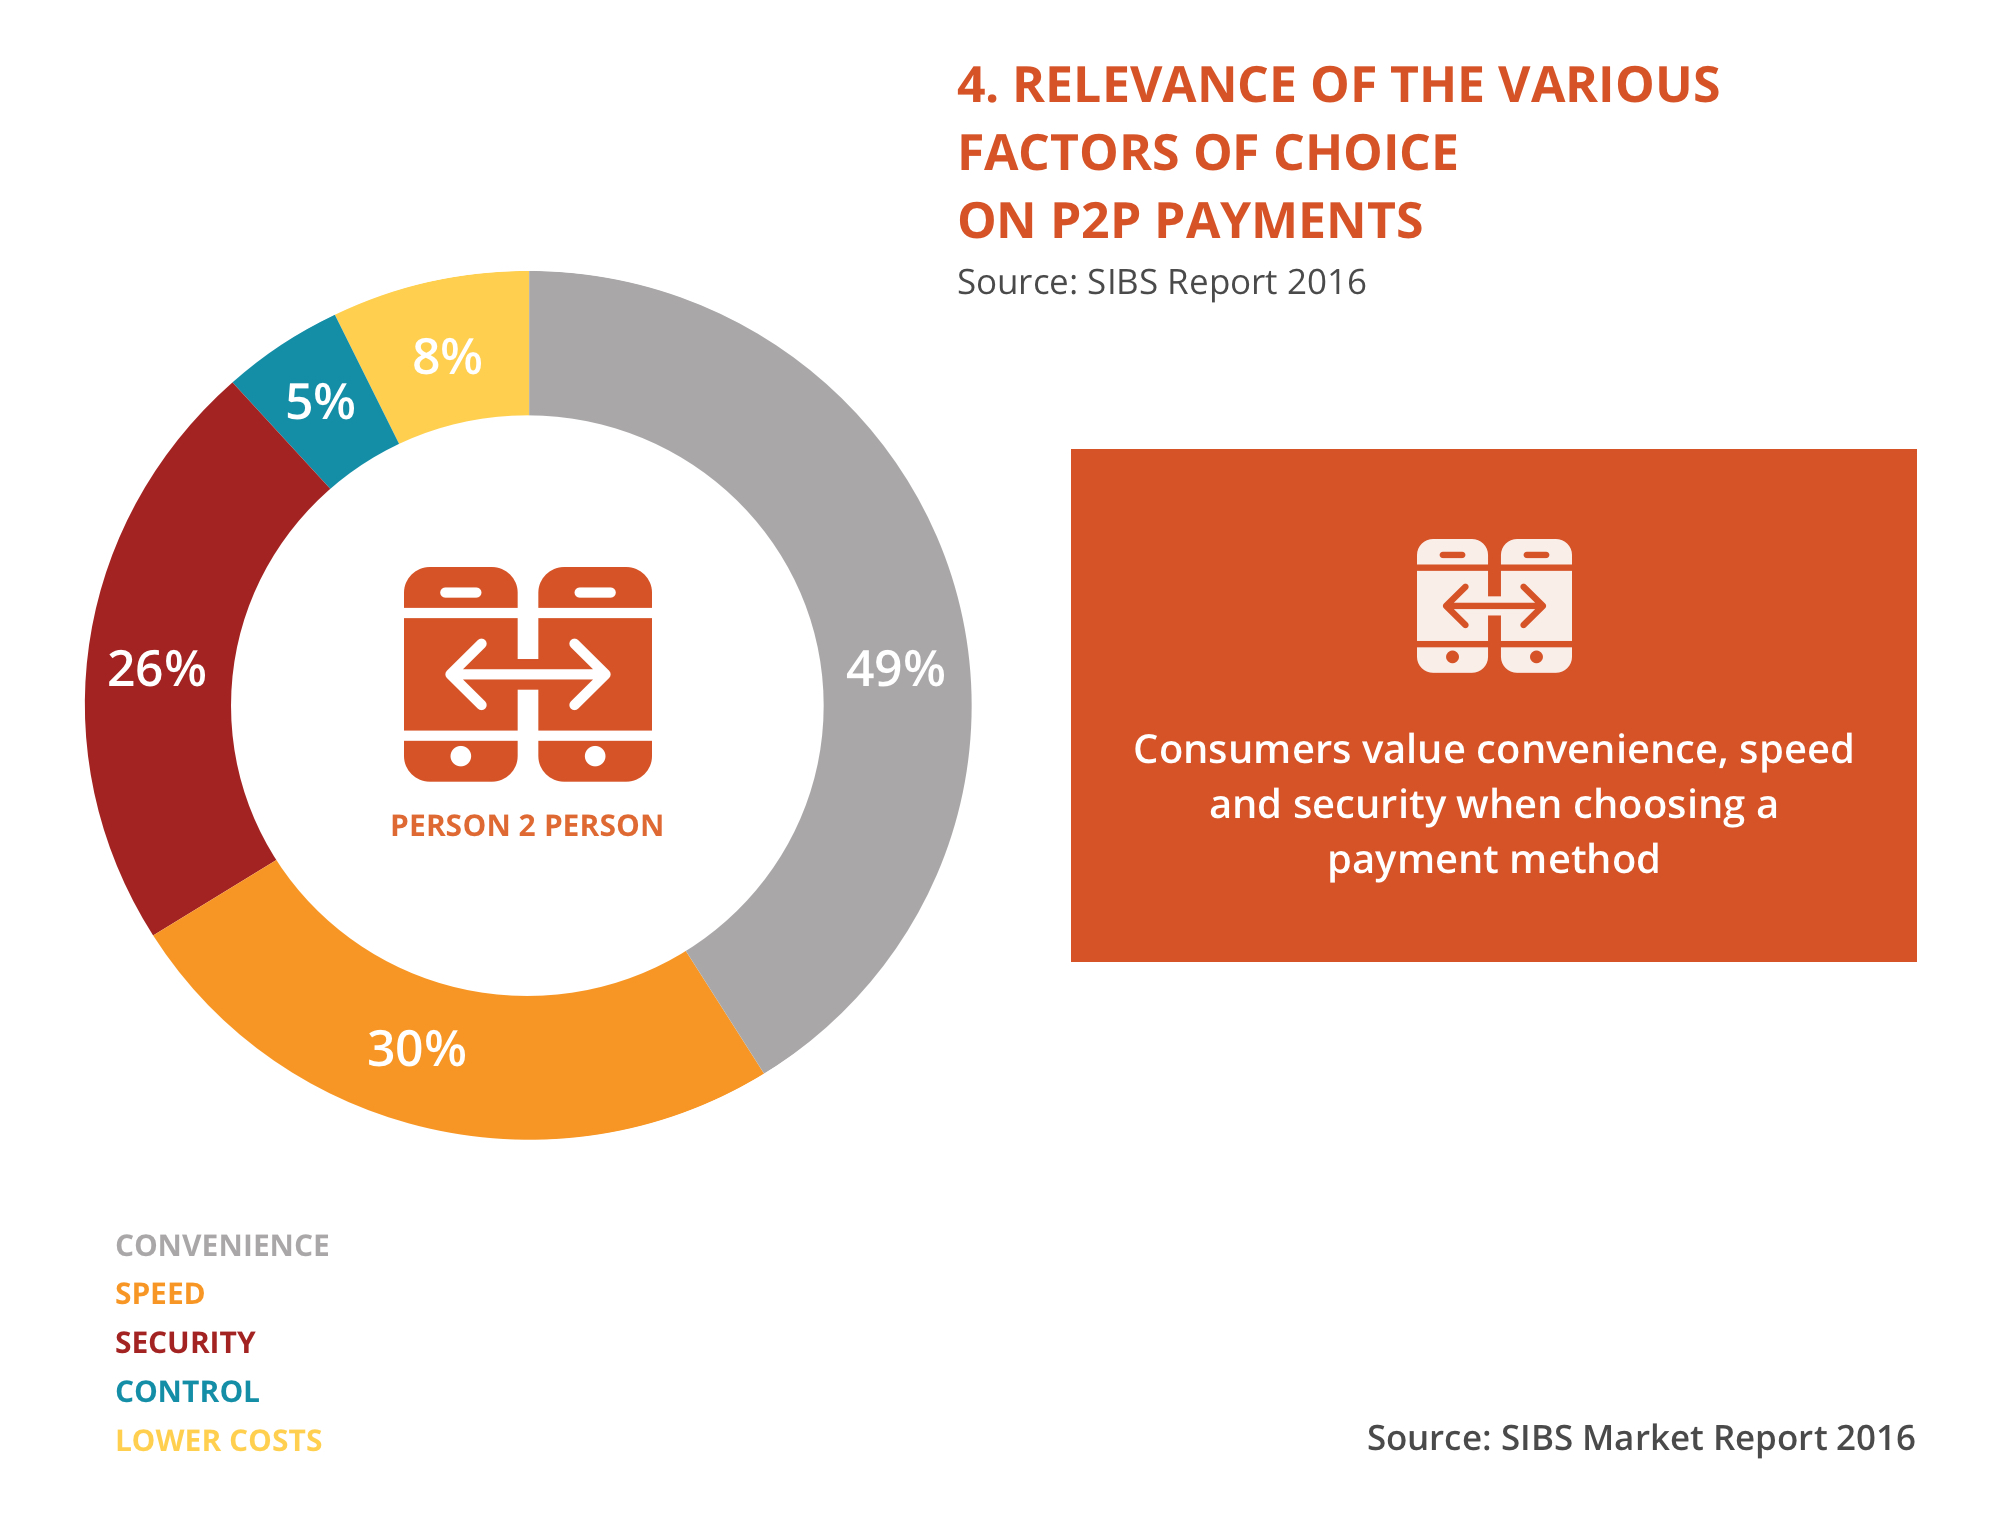 4. RELEVANCE OF THE VARIOUS
FACTORS OF CHOICE
ON P2P PAYMENTS
Source: SIBS Report 2016
8%
5%
26%
49%
30%
PERSON 2 PERSON
Consumers value convenience, speed
and security when choosing a
payment method
CONVENIENCE
SPEED
SECURITY
CONTROL
LOWER COSTS
Source: SIBS Market Report 2016